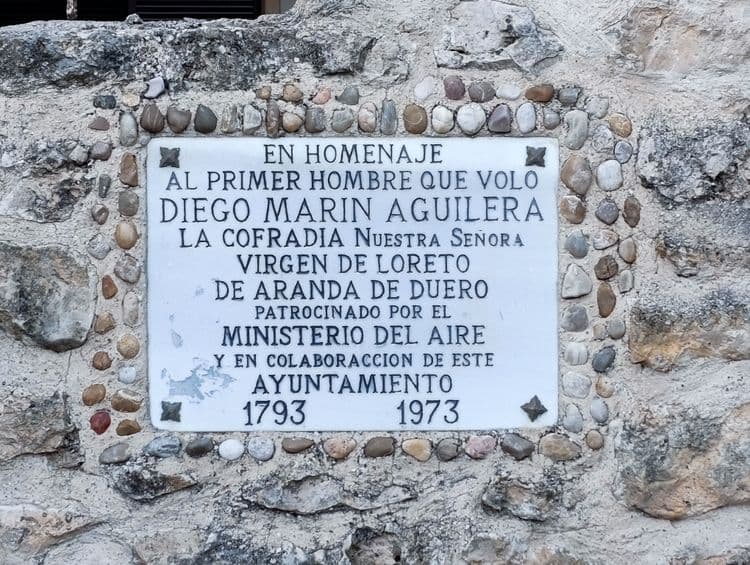 EN HOMENAJE
AL PRIMER HOMBRE QUE VOLO
DIEGO MARIN AGUILERA
LA COFRADIA NUESTRA SEÑORA
VIRGEN DE LORETO
DE ARANDA DE DUERO
PATROCINADO POR EL
MINISTERIO DEL AIRE
Y EN COLABORACCION DE ESTE
AYUNTAMIENTO
1793 1973